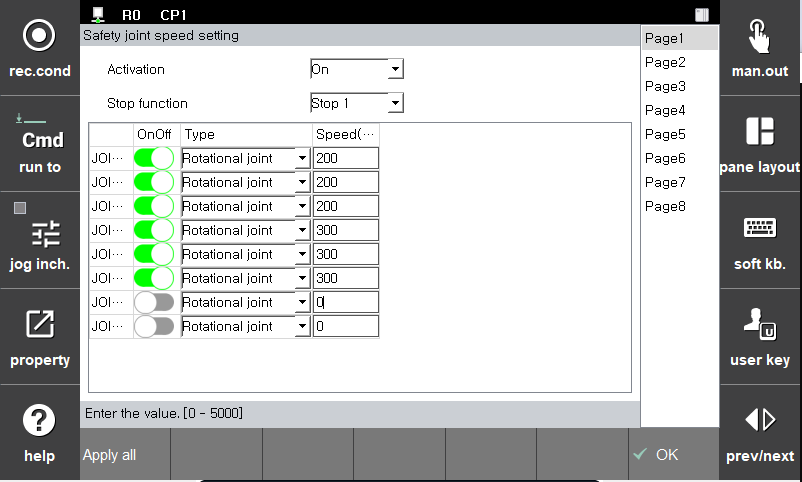 R0 CP1
Safety joint speed setting
rec.cond
Cmd
run to
jog inch.
property
help
Activation On
Stop function Stop 1
OnOff Type Speed(…
JOI… Rotational joint 200
JOI… Rotational joint 200
JOI… Rotational joint 200
JOI… Rotational joint 300
JOI… Rotational joint 300
JOI… Rotational joint 300
JOI… Rotational joint 0
JOI… Rotational joint 0
Enter the value. [0 - 5000]
Page1
Page2
Page3
Page4
Page5
Page6
Page7
Page8
man.out
pane layout
soft kb.
U
user key
prev/next
Apply all
OK